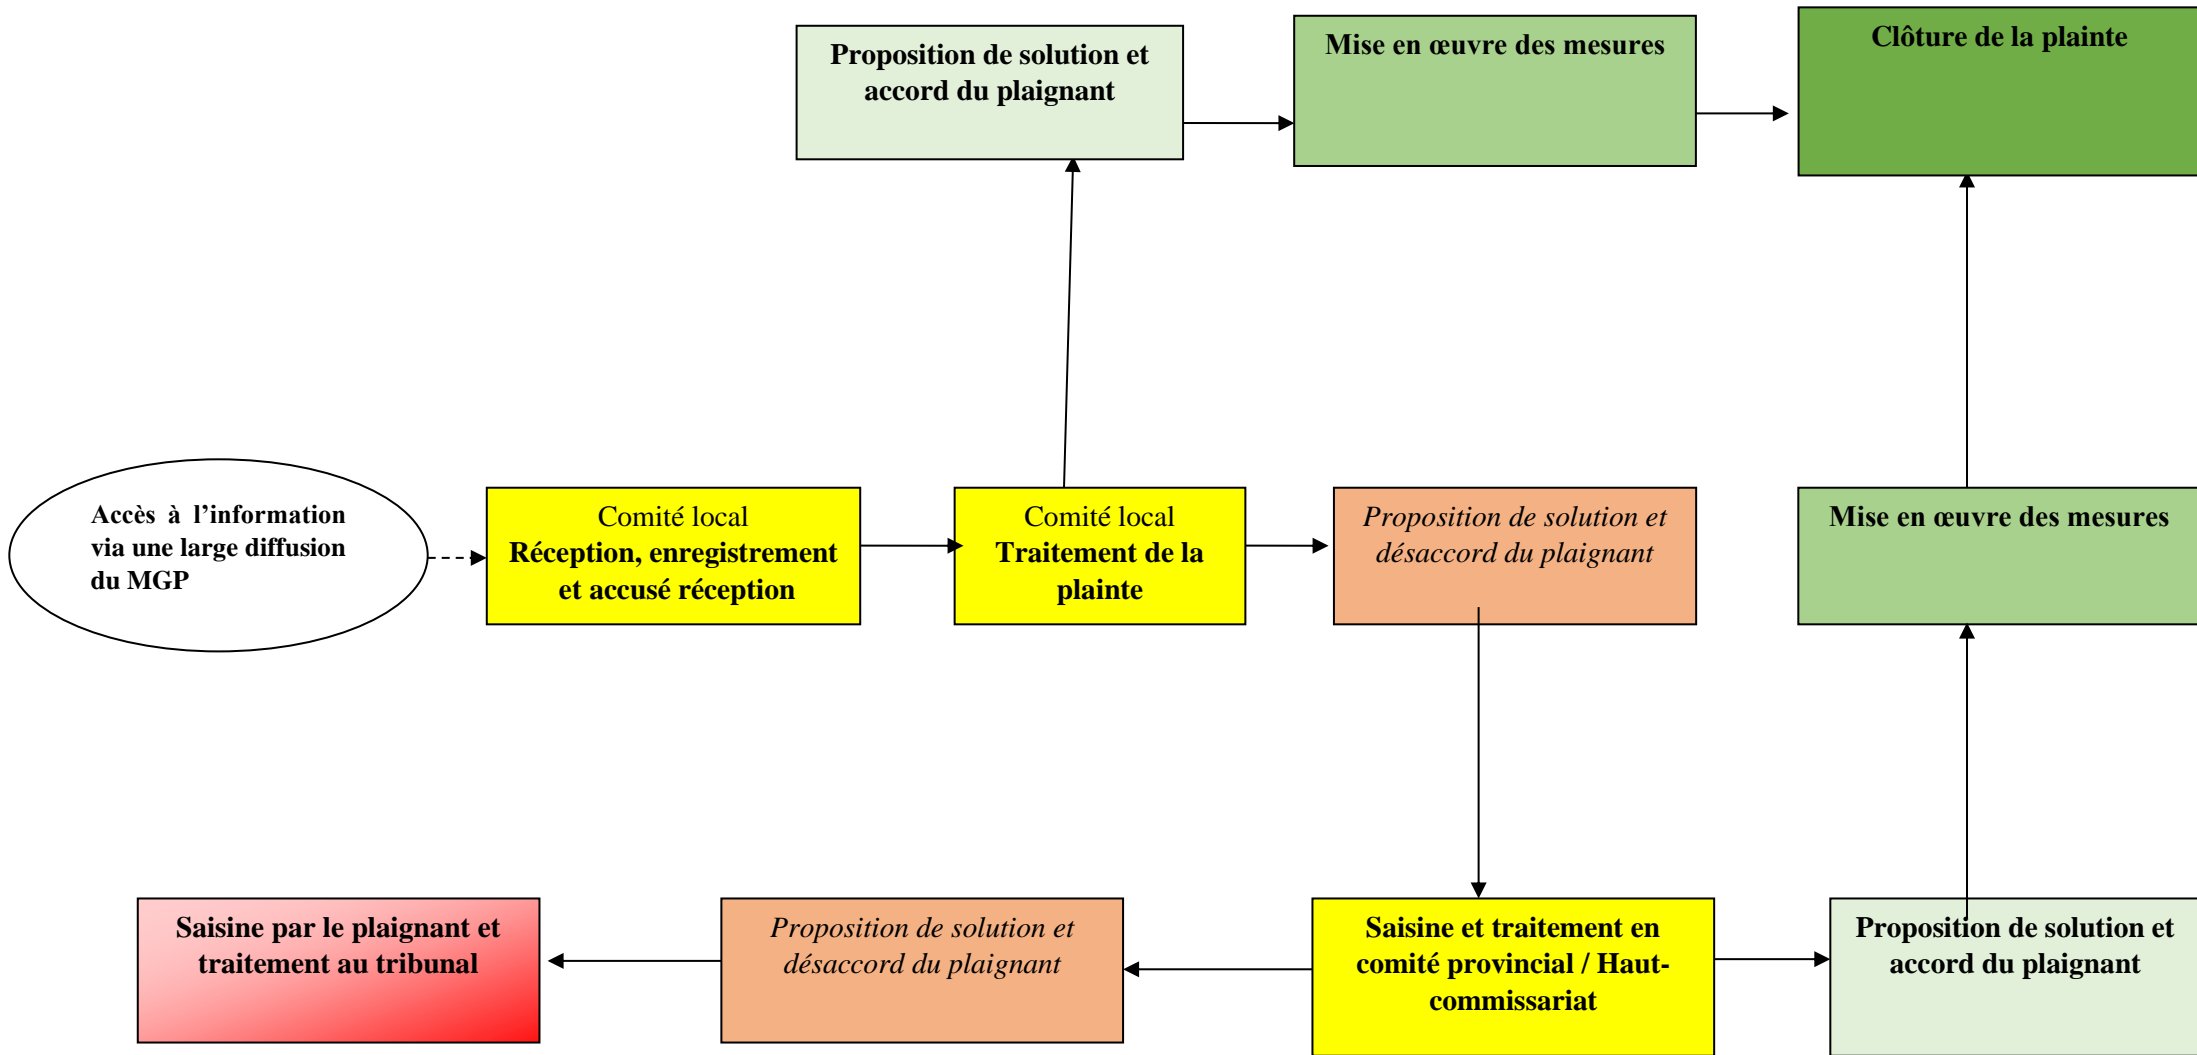 Proposition de solution et
accord du plaignant
Mise en œuvre des mesures
Clôture de la plainte
Accès à l’information
via une large diffusion
du MGP
Comité local
Réception, enregistrement
et accusé réception
Comité local
Traitement de la
plainte
Proposition de solution et
désaccord du plaignant
Mise en œuvre des mesures
Saisine par le plaignant et
traitement au tribunal
Proposition de solution et
désaccord du plaignant
Saisine et traitement en
comité provincial / Haut-
commissariat
Proposition de solution et
accord du plaignant